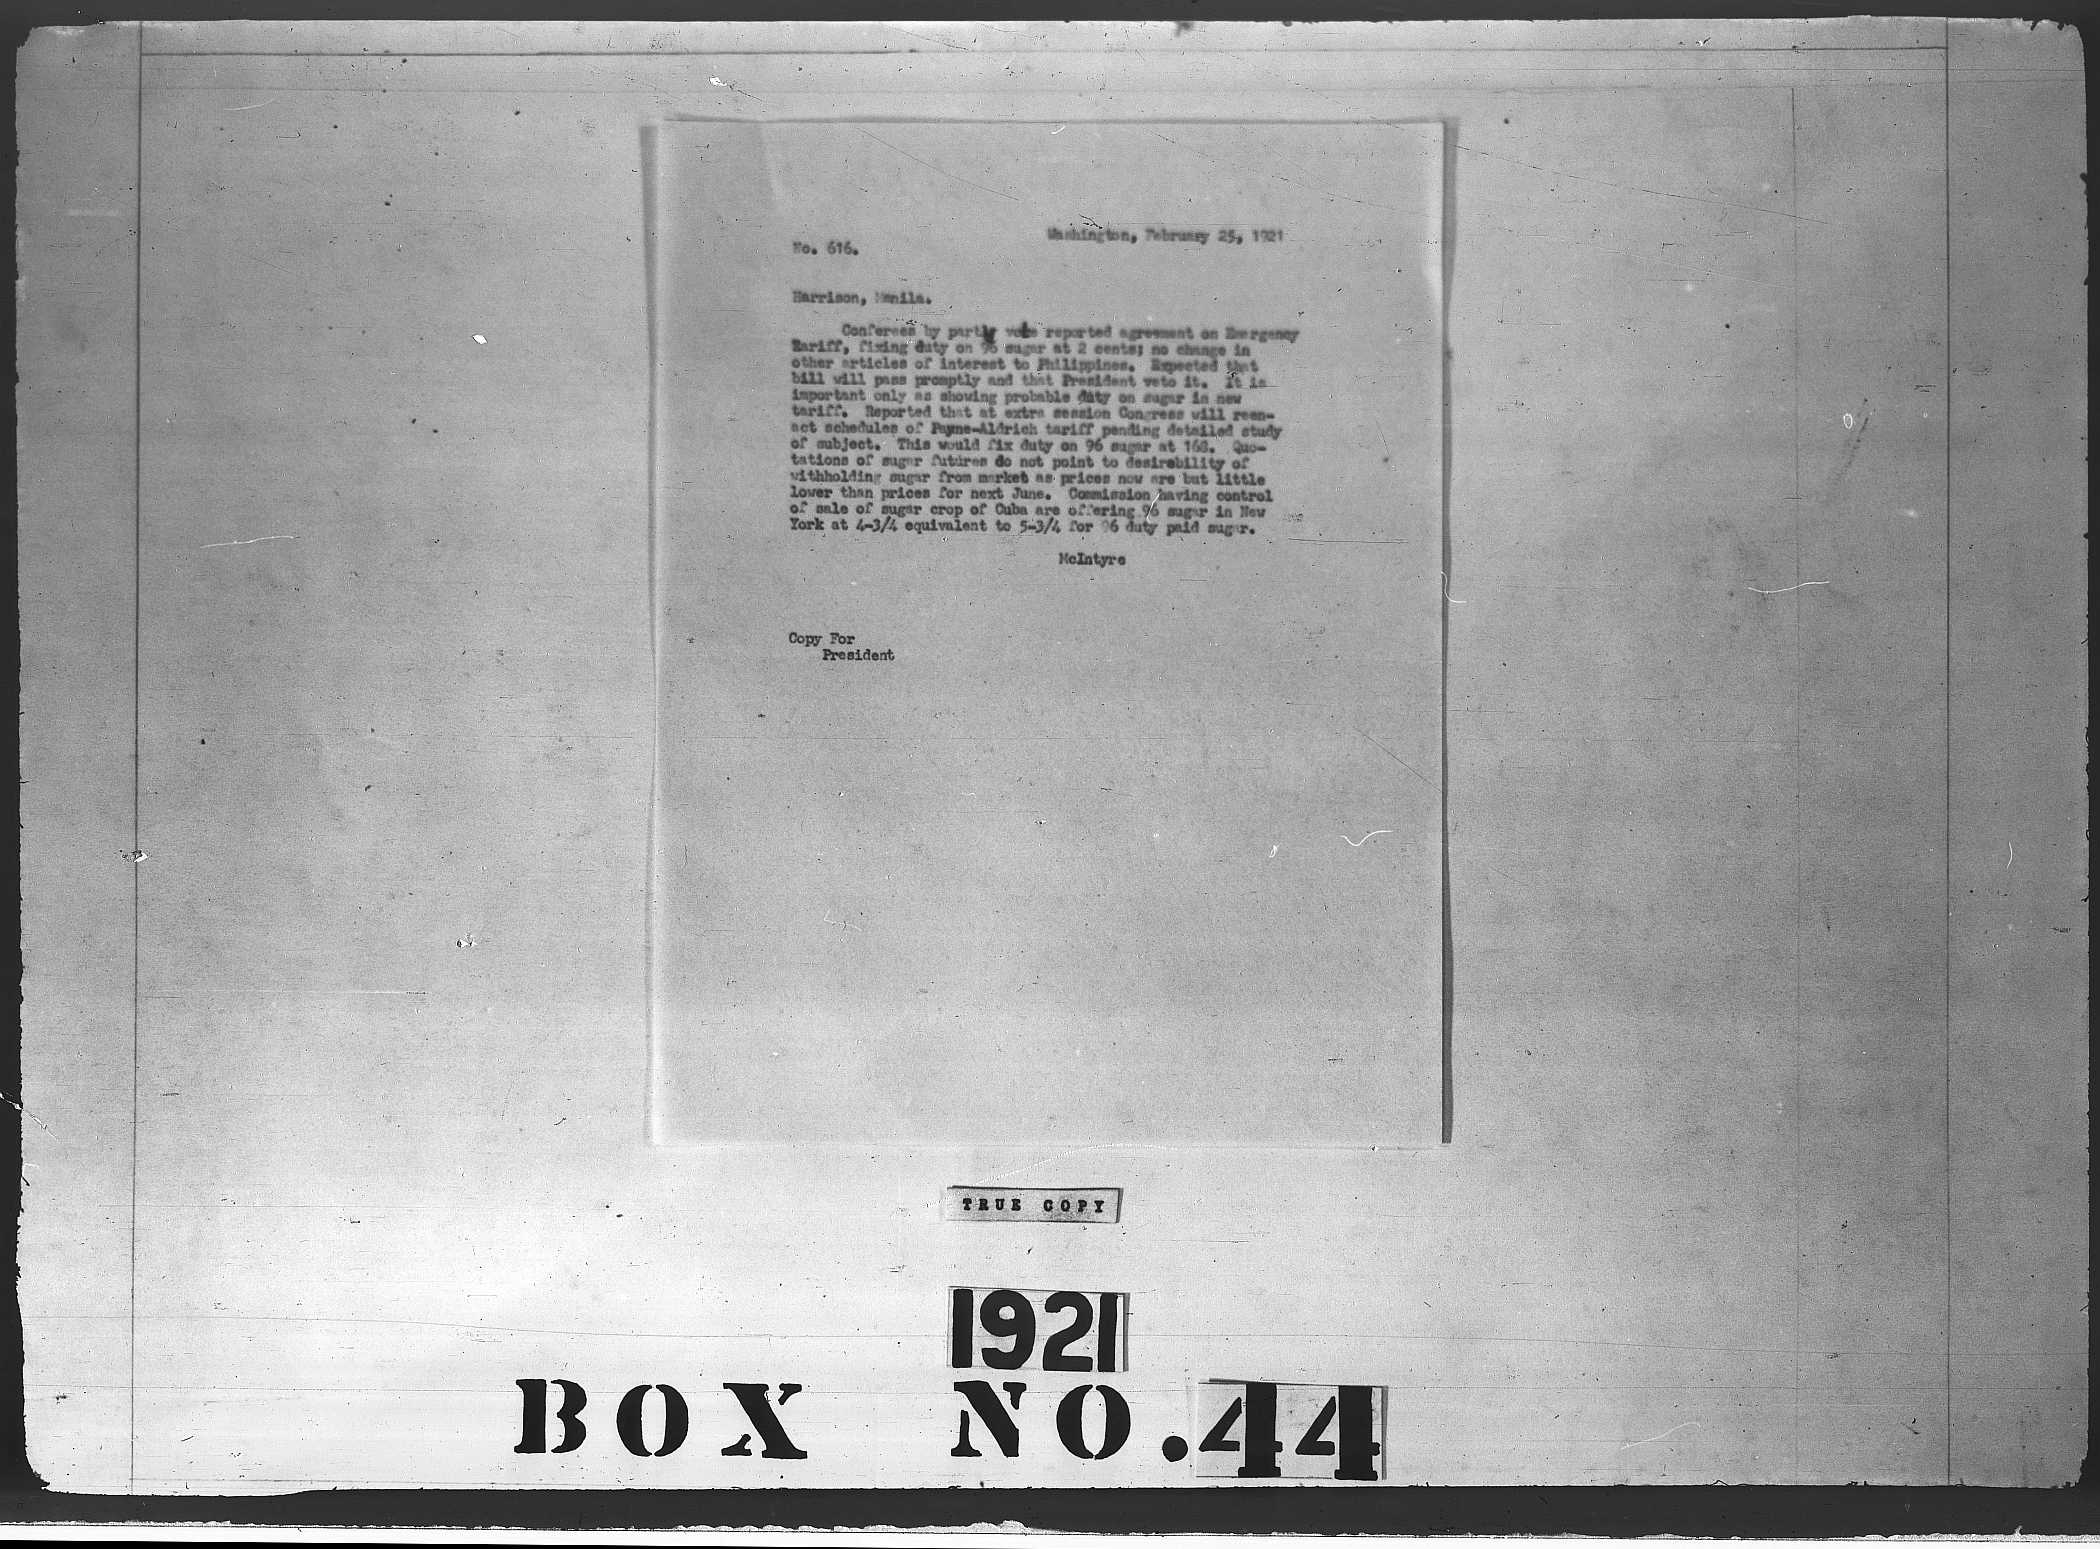 Washington, February 25, 1921
No. 616.
Harrison, Manila.
Conferees by party vote reported agreement on Emergency
Tariff, fixing duty on 96 sugar at 2 cents; no change in
other articles of interest to Philippines. Expected that
bill will pass promptly and that President veto it. It is
important only as showing probable duty on sugar in new
tariff. Reported that at extra session Congress will reen-
act schedules of Payne-Aldrich tariff pending detailed study
of subject. This would fix duty on 96 sugar at 168. Quo-
tations of sugar futures do not point to desirability of
withholding sugar from market as prices now are but little
lower than prices for next June. Commission having control
of sale of sugar crop of Cuba are offering 96 sugar in New
York at 4-3/4 equivalent to 5-3/4 for 96 duty paid sugar.
McIntyre
Copy For
President
TRUE COPY
1921
BOX NO.44